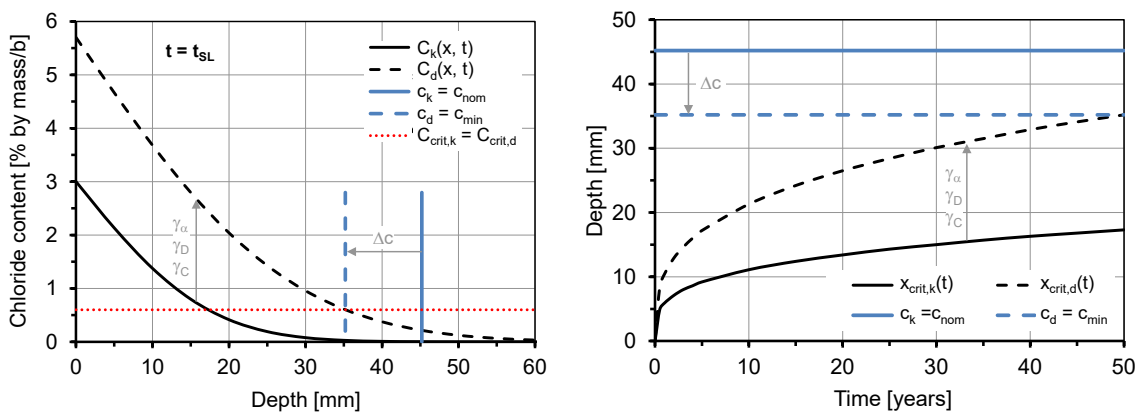 6
5
4
3
2
1
0
Chloride content [% by mass/b]
t = t_SL
C_k(x, t)
C_d(x, t)
c_k = c_nom
c_d = c_min
C_crit,k = C_crit,d
γ_α
γ_D
γ_C
Δc
0 10 20 30 40 50 60
Depth [mm]
50
40
30
20
10
0
Depth [mm]
Δc
γ_α
γ_D
γ_C
x_crit,k(t) x_crit,d(t)
c_k =c_nom c_d = c_min
0 10 20 30 40 50
Time [years]